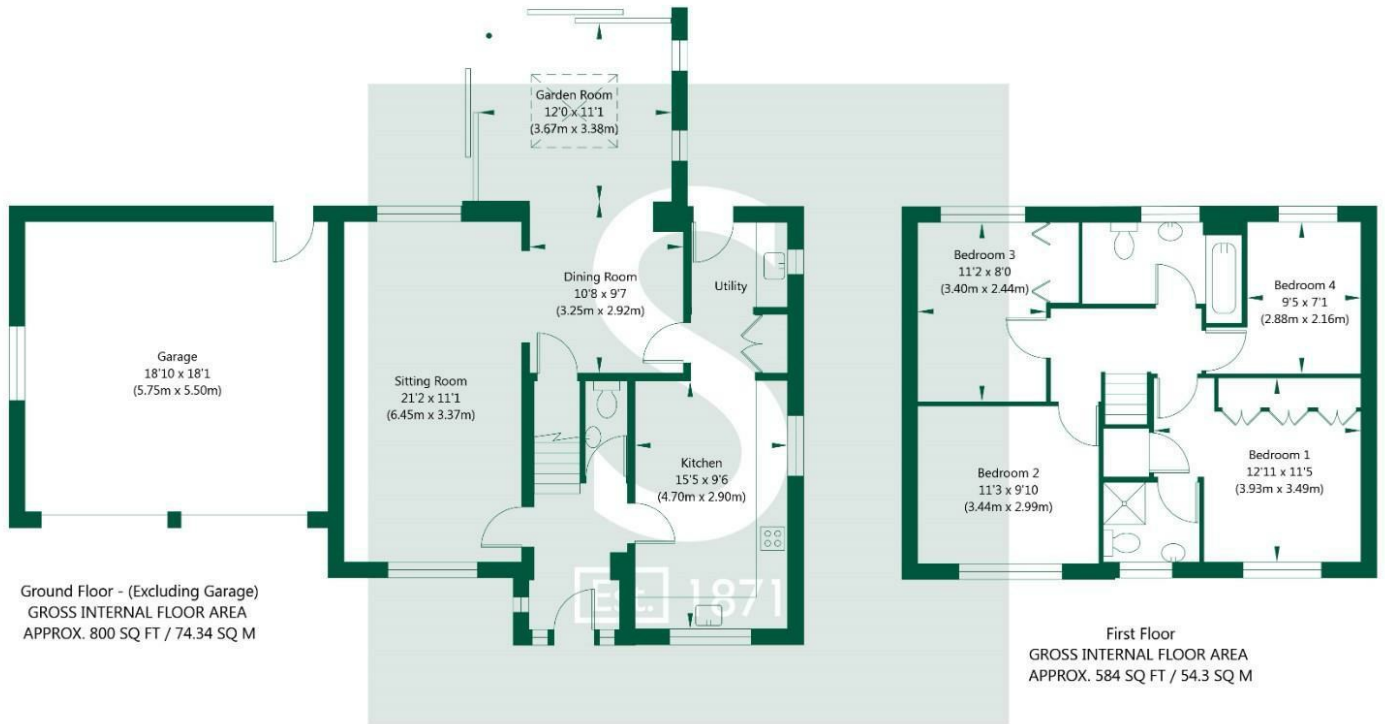 Garden Room
12'0 x 11'1
(3.67m x 3.38m)
Dining Room
10'8 x 9'7
(3.25m x 2.92m)
Utility
Garage
18'10 x 18'1
(5.75m x 5.50m)
Sitting Room
21'2 x 11'1
(6.45m x 3.37m)
Kitchen
15'5 x 9'6
(4.70m x 2.90m)
Ground Floor - (Excluding Garage)
GROSS INTERNAL FLOOR AREA
APPROX. 800 SQ FT / 74.34 SQ M
S
Est. 1871
Bedroom 3
11'2 x 8'0
(3.40m x 2.44m)
Bedroom 4
9'5 x 7'1
(2.88m x 2.16m)
Bedroom 2
11'3 x 9'10
(3.44m x 2.99m)
Bedroom 1
12'11 x 11'5
(3.93m x 3.49m)
First Floor
GROSS INTERNAL FLOOR AREA
APPROX. 584 SQ FT / 54.3 SQ M